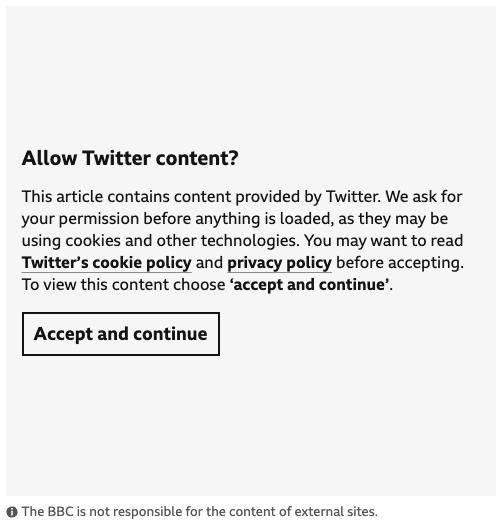 Allow Twitter content?
This article contains content provided by Twitter. We ask for
your permission before anything is loaded, as they may be
using cookies and other technologies. You may want to read
Twitter’s cookie policy and privacy policy before accepting.
To view this content choose ‘accept and continue’.
Accept and continue
The BBC is not responsible for the content of external sites.